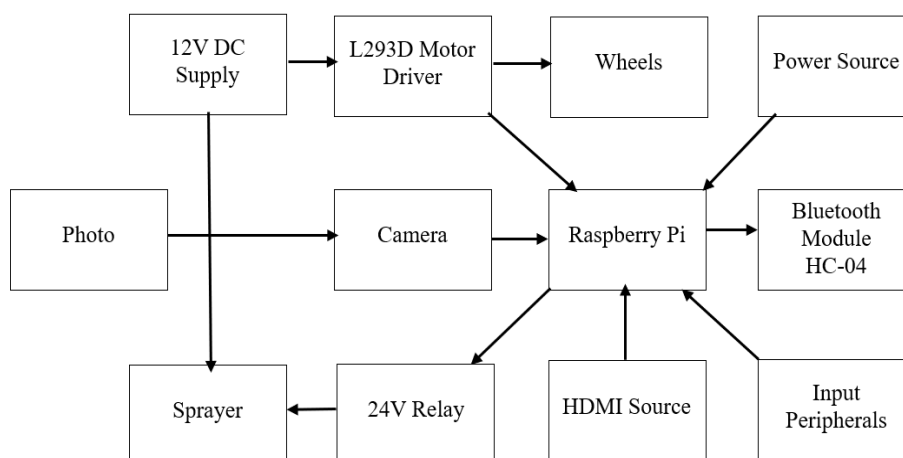 12V DC
Supply
L293D Motor
Driver
Wheels
Power Source
Photo
Camera
Raspberry Pi
Bluetooth
Module
HC-04
Sprayer
24V Relay
HDMI Source
Input
Peripherals